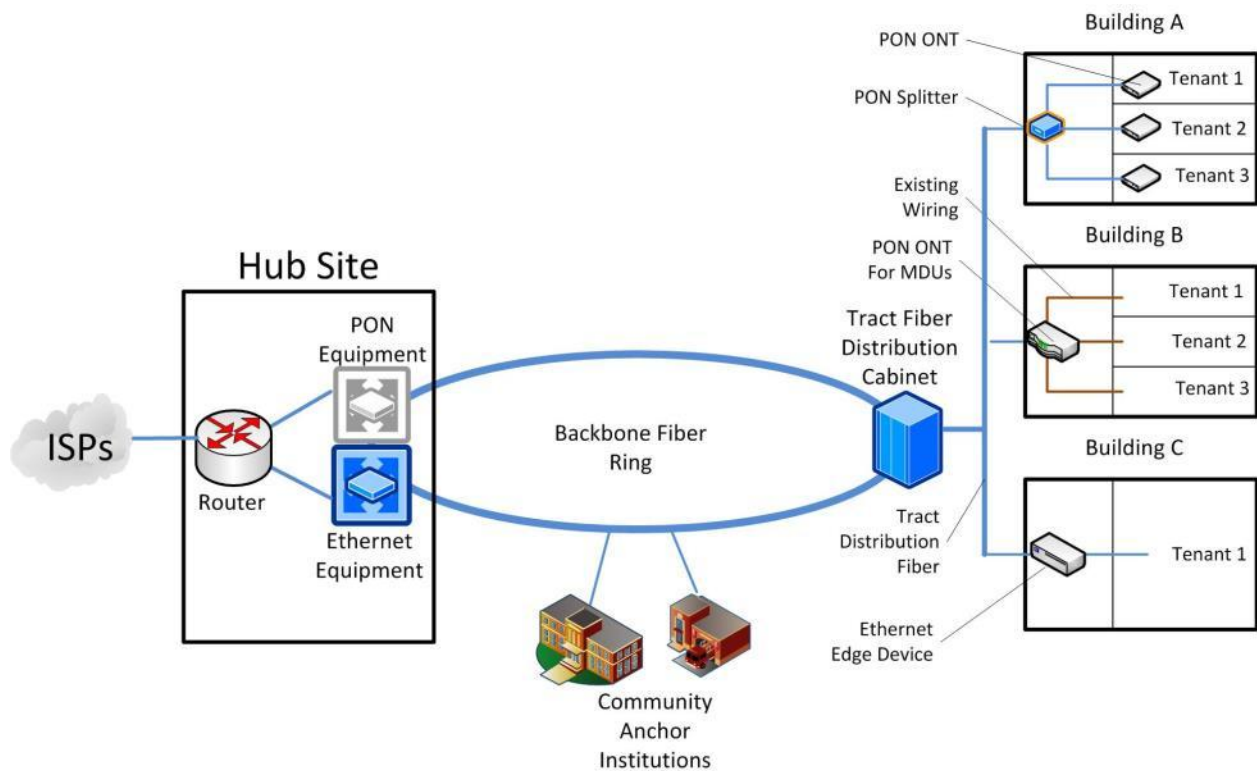 Building A
PON ONT
PON Splitter
Tenant 1
Tenant 2
Tenant 3
Existing
Wiring
Building B
PON ONT
For MDUs
Tenant 1
Tenant 2
Tenant 3
Hub Site
PON
Equipment
ISPs
Router
Ethernet
Equipment
Backbone Fiber
Ring
Tract Fiber
Distribution
Cabinet
Building C
Tract
Distribution
Fiber
Tenant 1
Ethernet
Edge Device
Community
Anchor
Institutions